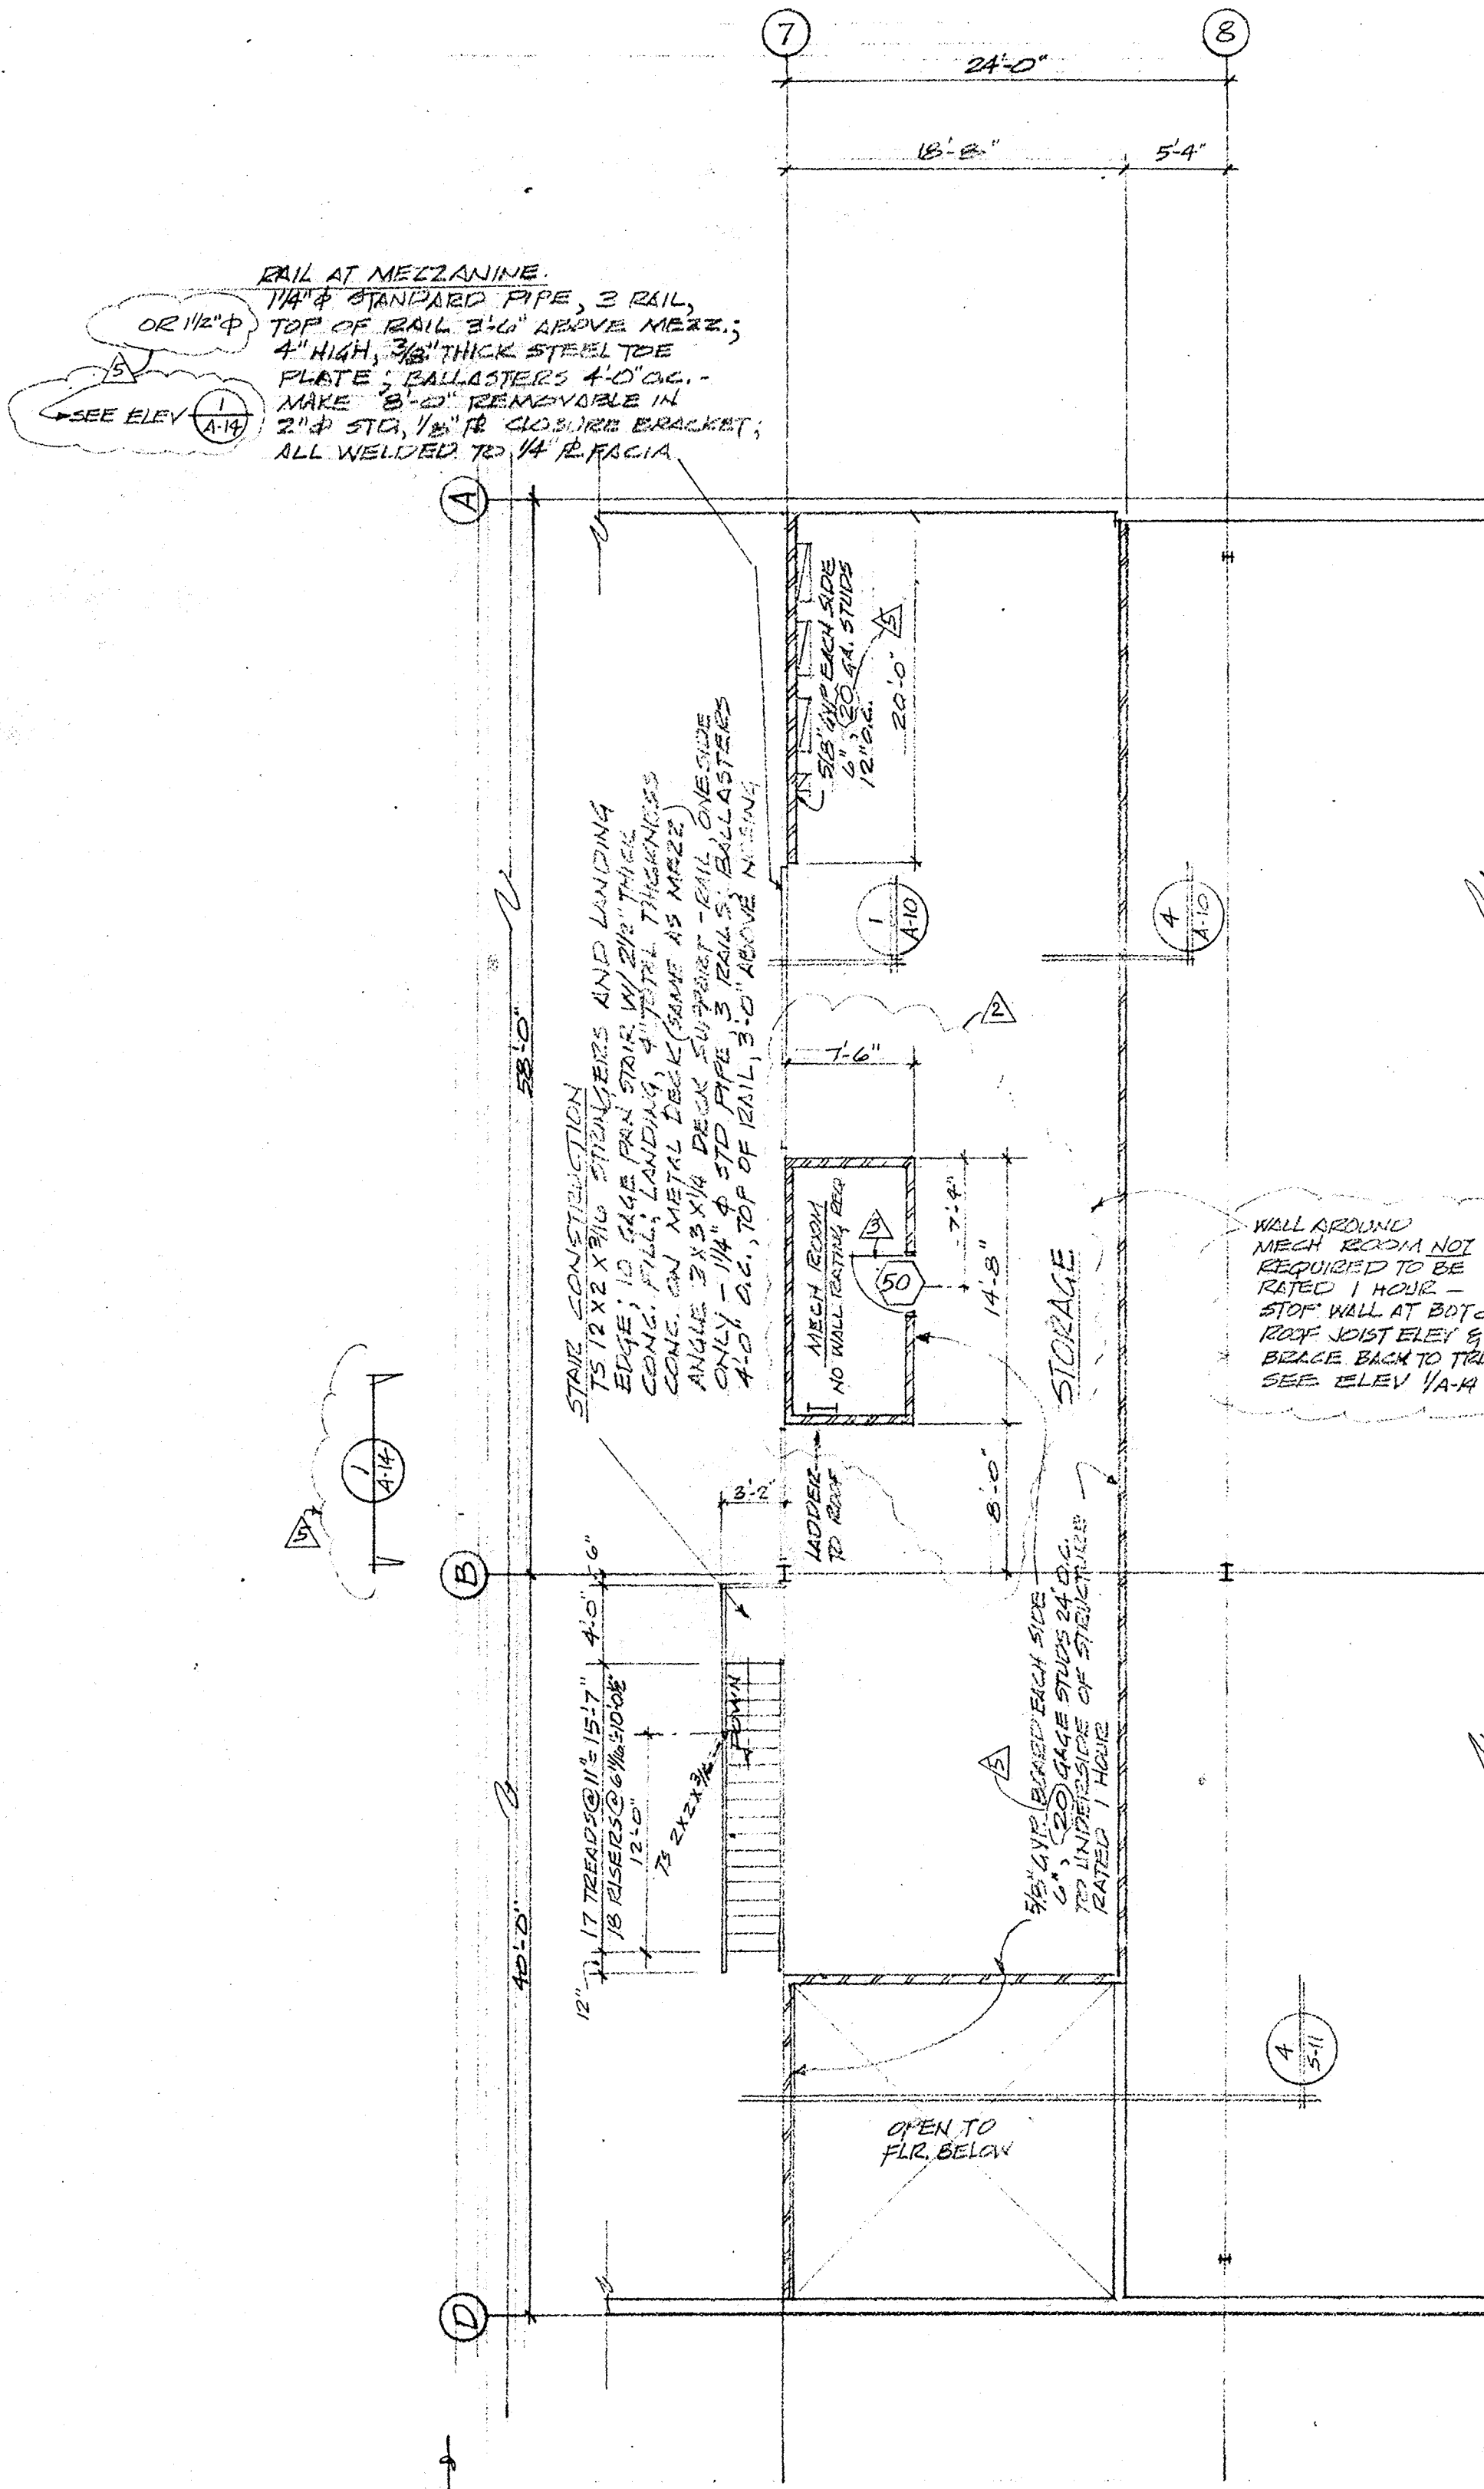 7
8
24'-0"
18'-8"
5'-4"
RAIL AT MEZZANINE.
1 1/4" ϕ STANDARD PIPE, 3 RAIL,
TOP OF RAIL 3'-6" ABOVE MEZZ.;
4" HIGH, 3/8" THICK STEEL TOE
PLATE; BALLASTERS 4'-0" O.C.-
MAKE 8'-0" REMOVABLE IN
2" ϕ STD, 1/8" PL CLOSURE BRACKET;
ALL WELDED TO 1/4" PL FACIA
OR 1 1/2" ϕ
5
SEE ELEV 1
A-14
A
5/8" GYP EACH SIDE
6", 20 GA. STUDS
12" O.C.
5
20'-0"
1
A-10
4
A-10
58'-0"
STAIR CONSTRUCTION
TS 12 X 2 X 3/16 STRINGERS AND LANDING
EDGE; 10 GAGE PAN STAIR W/ 2 1/2" THICK
CONC. FILL; LANDING, 4" TOTAL THICKNESS
CONC. ON METAL DECK (SAME AS MEZZ)
ANGLE 3 X 3 X 1/4 DECK SUPPORT - RAIL ONE SIDE
ONLY - 1 1/4" ϕ STD PIPE, 3 RAILS, BALLASTERS
4'-0" O.C., TOP OF RAIL, 3'-0" ABOVE NOSING
2
7'-6"
MECH ROOM
NO WALL RATING REQ
3
50
7'-4"
14'-8"
STORAGE
WALL AROUND
MECH ROOM NOT
REQUIRED TO BE
RATED 1 HOUR -
STOP WALL AT
ROOF JOIST ELEV &
BRACE BACK TO
SEE ELEV 1/A-14
1
A-14
5
LADDER
TO ROOF
3'-2"
8'-0"
B
6"
4'-0"
17 TREADS @ 11" = 15'-7"
18 RISERS @
12'-0"
DOWN
TS 2 X 2 X 3/16
12"
40'-0"
5
5/8" GYP. BOARD EACH SIDE
6", 20 GAGE STUDS 24" O.C.
TO UNDERSIDE OF STRUCTURE
RATED 1 HOUR
4
S-11
OPEN TO
FLR. BELOW
D